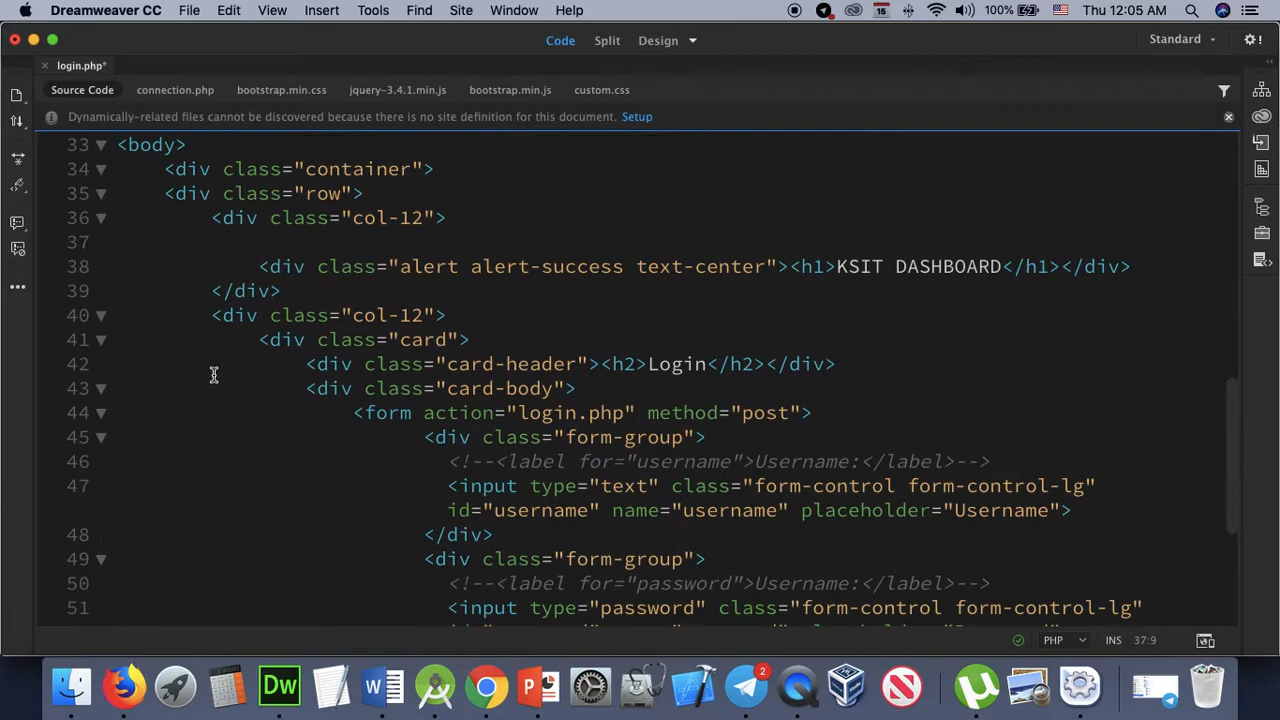 Dreamweaver CC File Edit View Insert Tools Find Site Window Help 15 100% Thu 12:05 AM
Code Split Design Standard
login.php*
Source Code connection.php bootstrap.min.css jquery-3.4.1.min.js bootstrap.min.js custom.css
Dynamically-related files cannot be discovered because there is no site definition for this document. Setup
33 <body>
34 <div class="container">
35 <div class="row">
36 <div class="col-12">
37
38 <div class="alert alert-success text-center"><h1>KSIT DASHBOARD</h1></div>
39 </div>
40 <div class="col-12">
41 <div class="card">
42 <div class="card-header"><h2>Login</h2></div>
43 <div class="card-body">
44 <form action="login.php" method="post">
45 <div class="form-group">
46 <!--<label for="username">Username:</label>-->
47 <input type="text" class="form-control form-control-lg"
id="username" name="username" placeholder="Username">
48 </div>
49 <div class="form-group">
50 <!--<label for="password">Username:</label>-->
51 <input type="password" class="form-control form-control-lg"
PHP INS 37:9
Dw 2